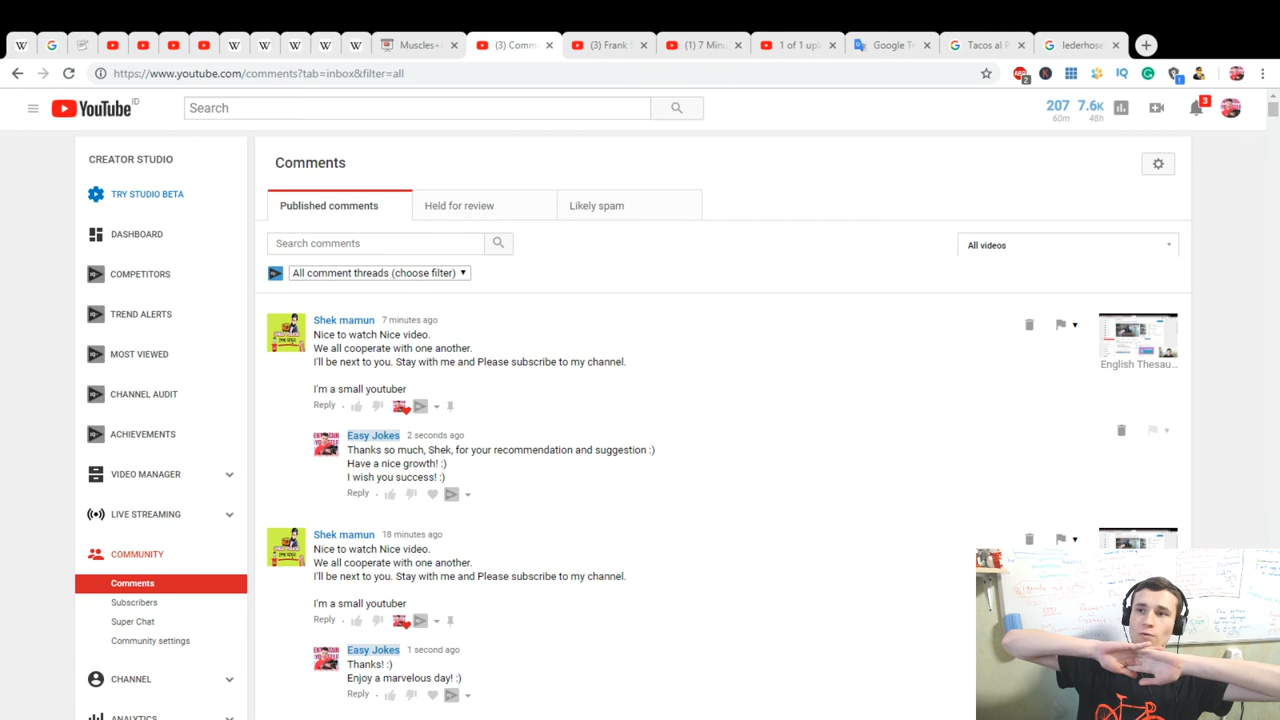 Muscles+
(3) Comm
(3) Frank
(1) 7 Minu
1 of 1 upl
Google Tr
Tacos al P
lederhose
https://www.youtube.com/comments?tab=inbox&filter=all
YouTube ID
Search
207 7.6K
60m 48h
3
CREATOR STUDIO
TRY STUDIO BETA
DASHBOARD
COMPETITORS
TREND ALERTS
MOST VIEWED
CHANNEL AUDIT
ACHIEVEMENTS
VIDEO MANAGER
LIVE STREAMING
COMMUNITY
Comments
Subscribers
Super Chat
Community settings
CHANNEL
ANALYTICS
Comments
Published comments
Held for review
Likely spam
Search comments
All videos
All comment threads (choose filter)
Shek mamun 7 minutes ago
Nice to watch Nice video.
We all cooperate with one another.
I'll be next to you. Stay with me and Please subscribe to my channel.
I'm a small youtuber
Reply
English Thesau...
Easy Jokes 2 seconds ago
Thanks so much, Shek, for your recommendation and suggestion :)
Have a nice growth! :)
I wish you success! :)
Reply
Shek mamun 18 minutes ago
Nice to watch Nice video.
We all cooperate with one another.
I'll be next to you. Stay with me and Please subscribe to my channel.
I'm a small youtuber
Reply
Easy Jokes 1 second ago
Thanks! :)
Enjoy a marvelous day! :)
Reply